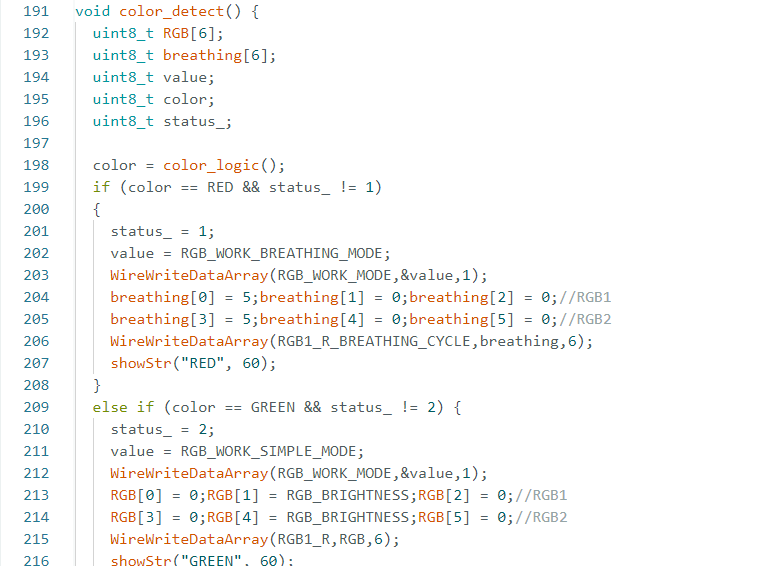 191 void color_detect() {
192 uint8_t RGB[6];
193 uint8_t breathing[6];
194 uint8_t value;
195 uint8_t color;
196 uint8_t status_;
197
198 color = color_logic();
199 if (color == RED && status_ != 1)
200 {
201 status_ = 1;
202 value = RGB_WORK_BREATHING_MODE;
203 WireWriteDataArray(RGB_WORK_MODE,&value,1);
204 breathing[0] = 5;breathing[1] = 0;breathing[2] = 0;//RGB1
205 breathing[3] = 5;breathing[4] = 0;breathing[5] = 0;//RGB2
206 WireWriteDataArray(RGB1_R_BREATHING_CYCLE,breathing,6);
207 showStr("RED", 60);
208 }
209 else if (color == GREEN && status_ != 2) {
210 status_ = 2;
211 value = RGB_WORK_SIMPLE_MODE;
212 WireWriteDataArray(RGB_WORK_MODE,&value,1);
213 RGB[0] = 0;RGB[1] = RGB_BRIGHTNESS;RGB[2] = 0;//RGB1
214 RGB[3] = 0;RGB[4] = RGB_BRIGHTNESS;RGB[5] = 0;//RGB2
215 WireWriteDataArray(RGB1_R,RGB,6);
216 showStr("GREEN", 60);